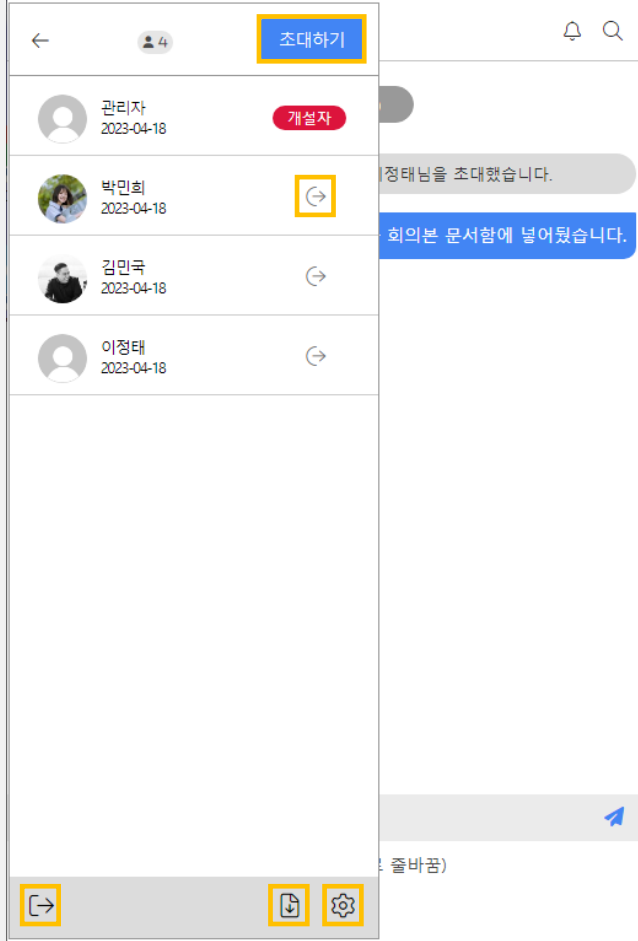 4
초대하기
관리자
2023-04-18
개설자
박민희
2023-04-18
김민국
2023-04-18
이정태
2023-04-18
정태님을 초대했습니다.
회의본 문서함에 넣어뒀습니다.
줄바꿈)